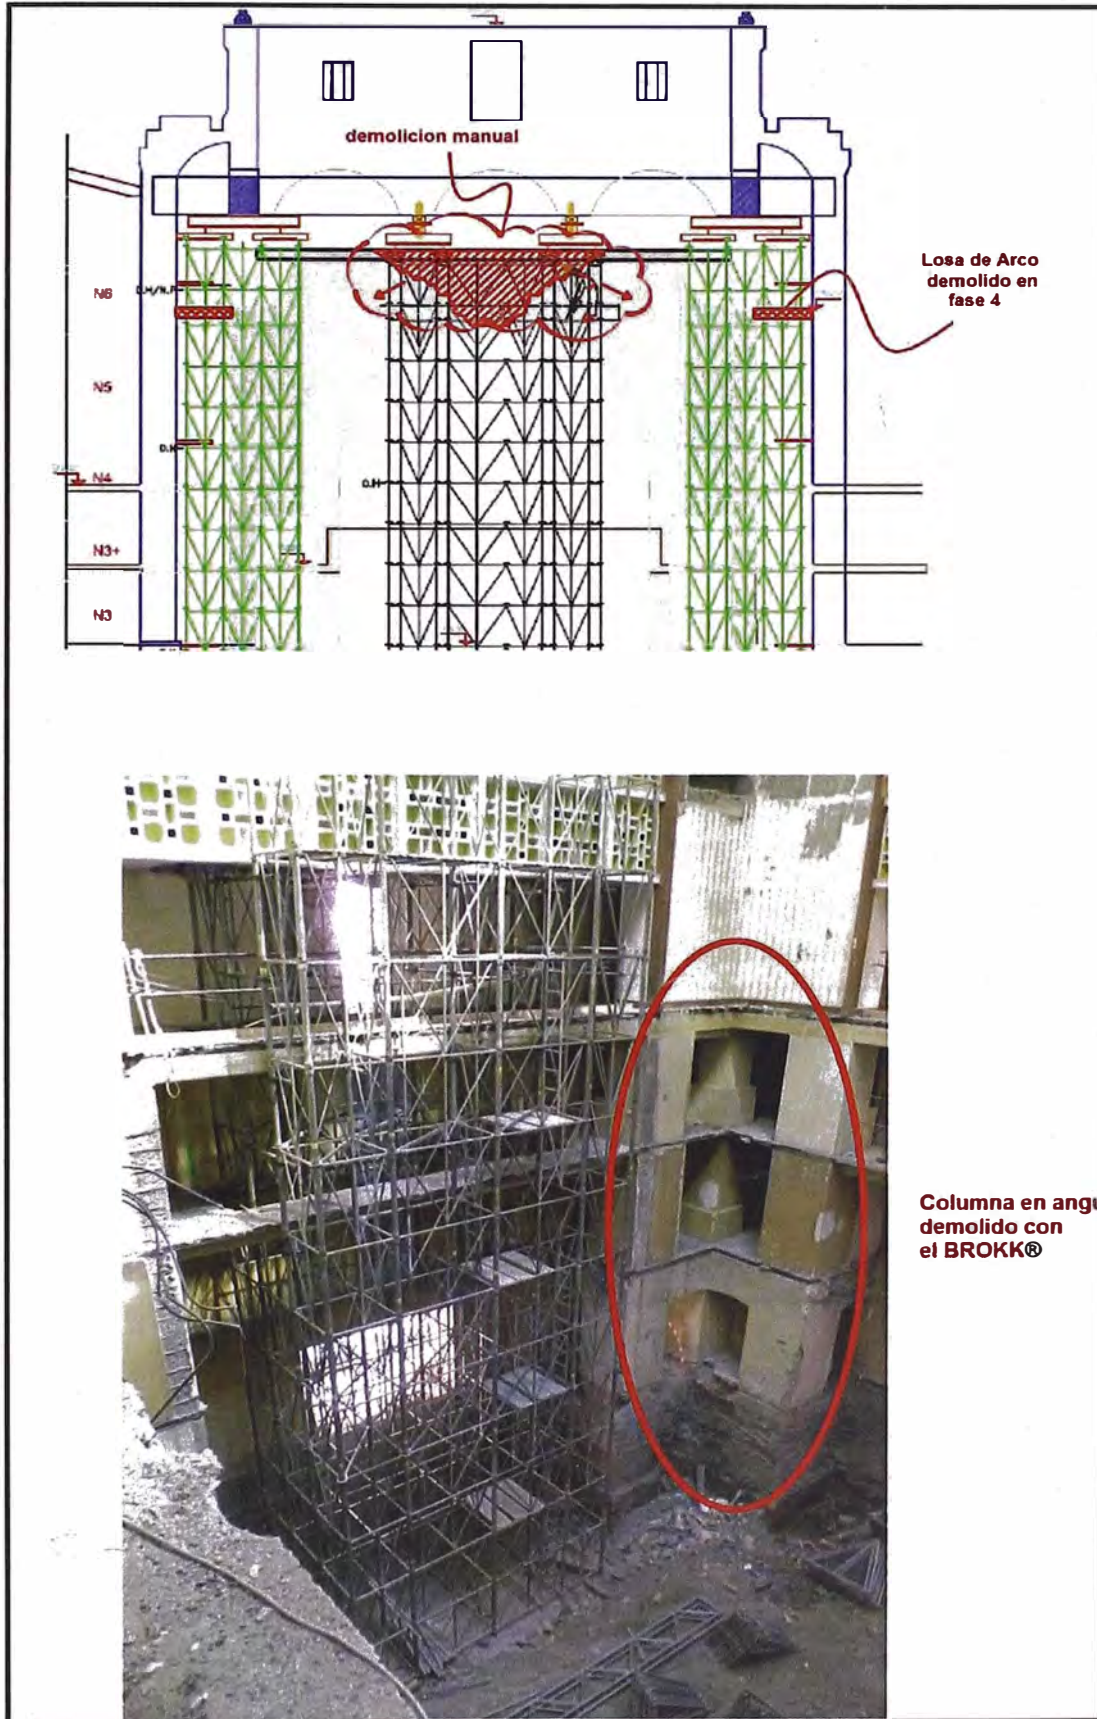 demolicion manual
Losa de Arco
demolido en
fase 4
N6
D.H/N.P
N5
D.H
N4
D.H
N3+
N3
Columna en angu
demolido con
el BROKK®